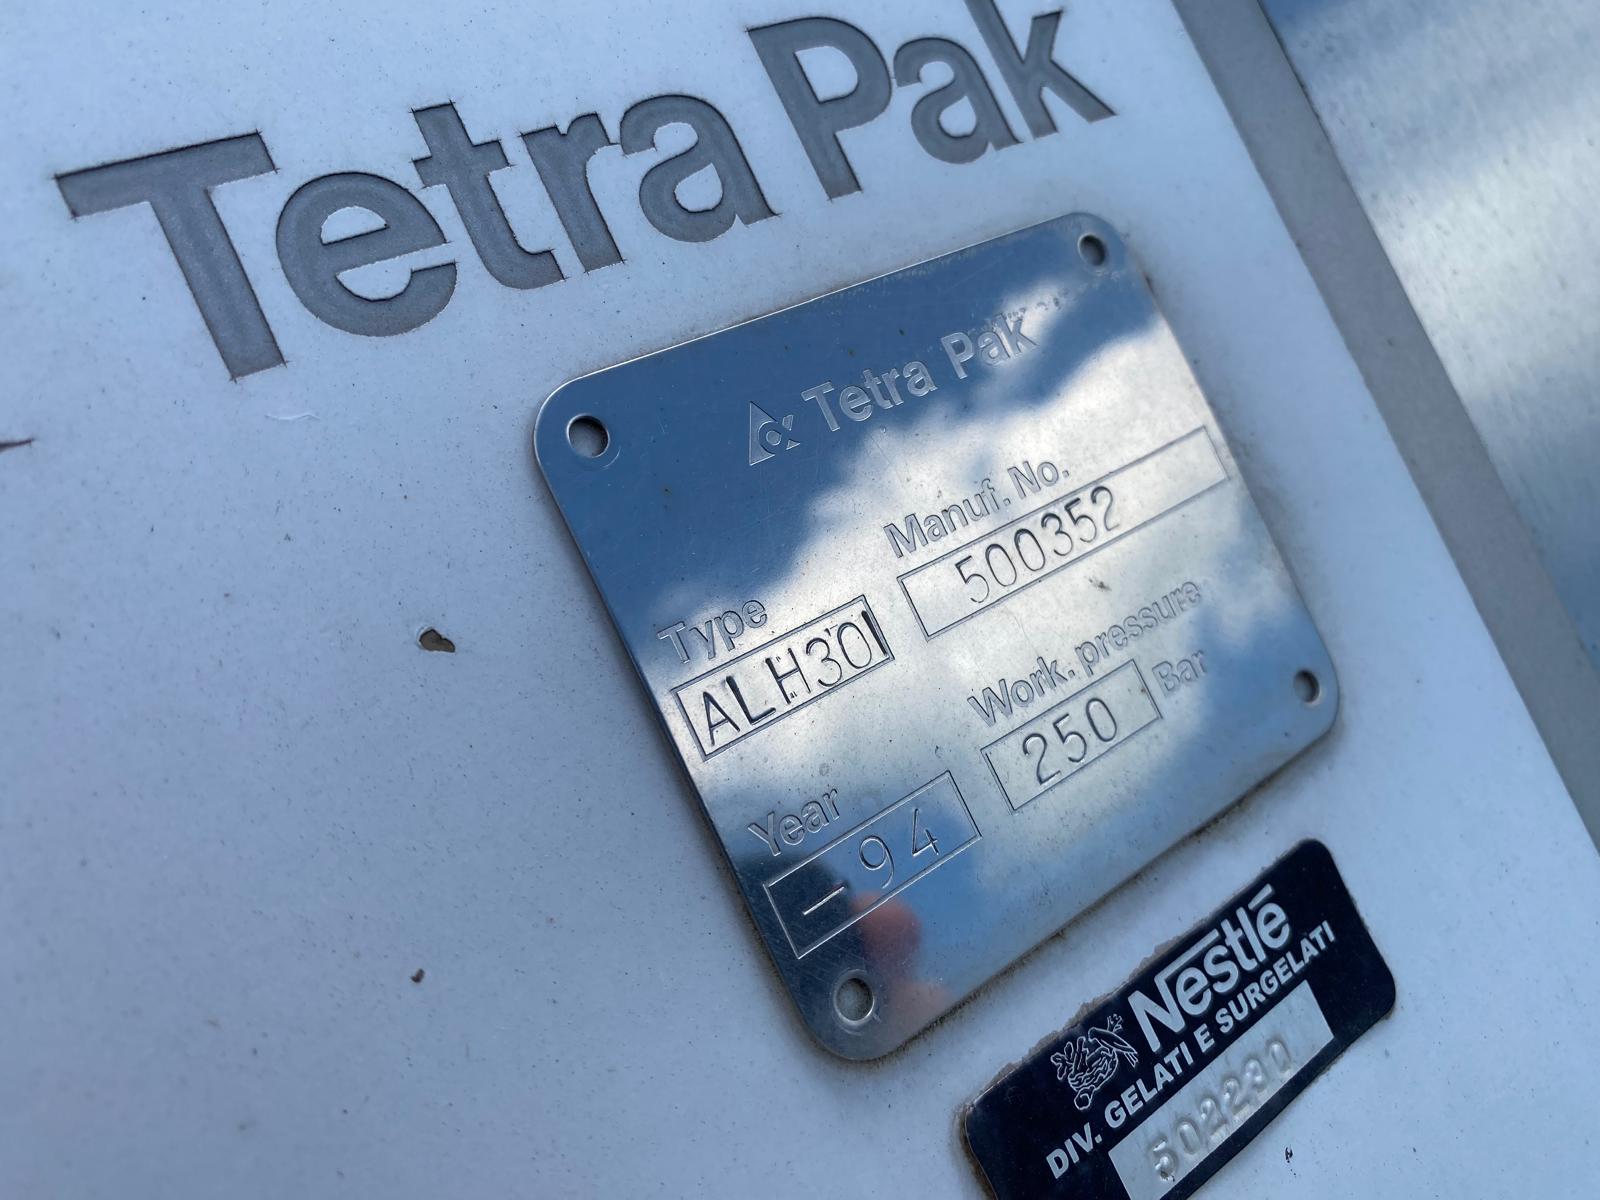 Tetra Pak
Tetra Pak
Type
ALH30
Manuf. No.
500352
Year
-94
Work. pressure
250 Bar
Nestlé
DIV. GELATI E SURGELATI
502230